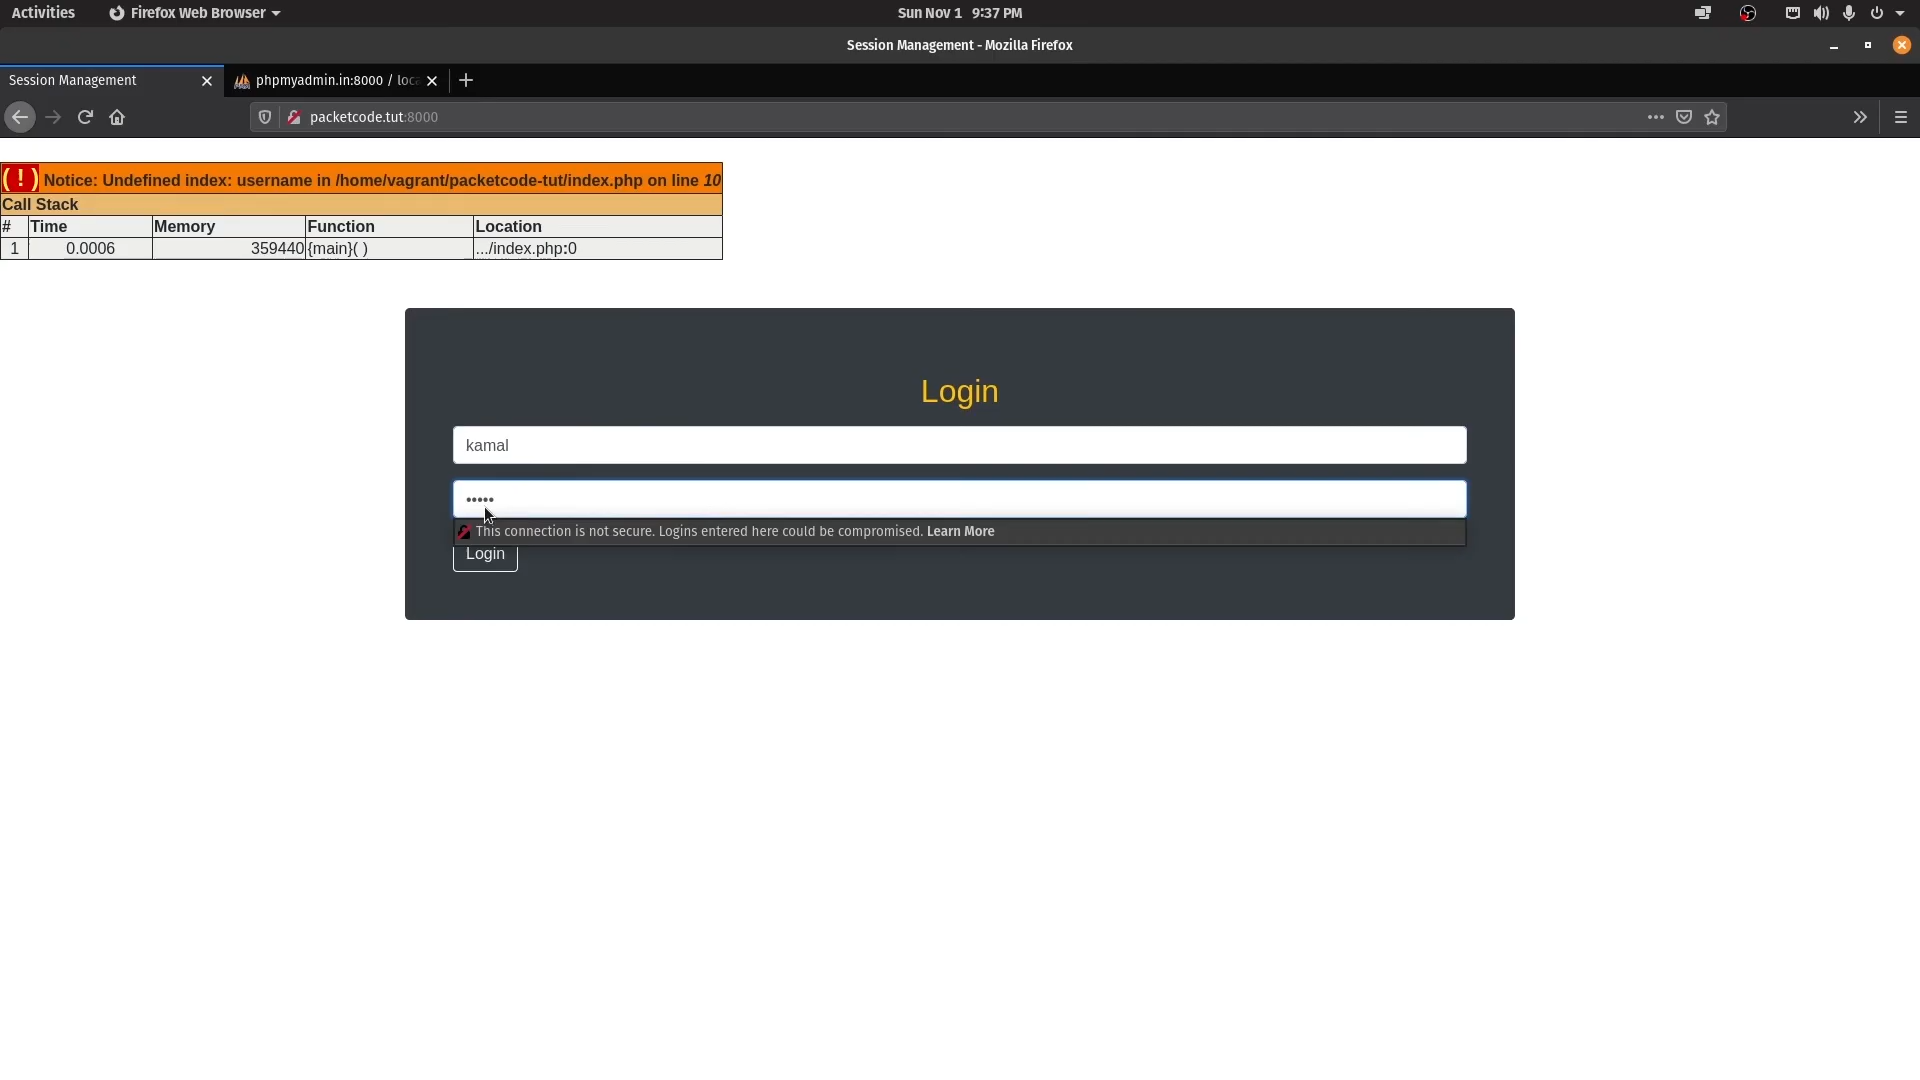 Activities Firefox Web Browser Sun Nov 1 9:37 PM
Session Management - Mozilla Firefox
Session Management phpmyadmin.in:8000 / loca
packetcode.tut:8000
( ! ) Notice: Undefined index: username in /home/vagrant/packetcode-tut/index.php on line 10
Call Stack
# Time Memory Function Location
1 0.0006 359440 {main}( ) .../index.php:0
Login
kamal
•••••
This connection is not secure. Logins entered here could be compromised. Learn More
Login